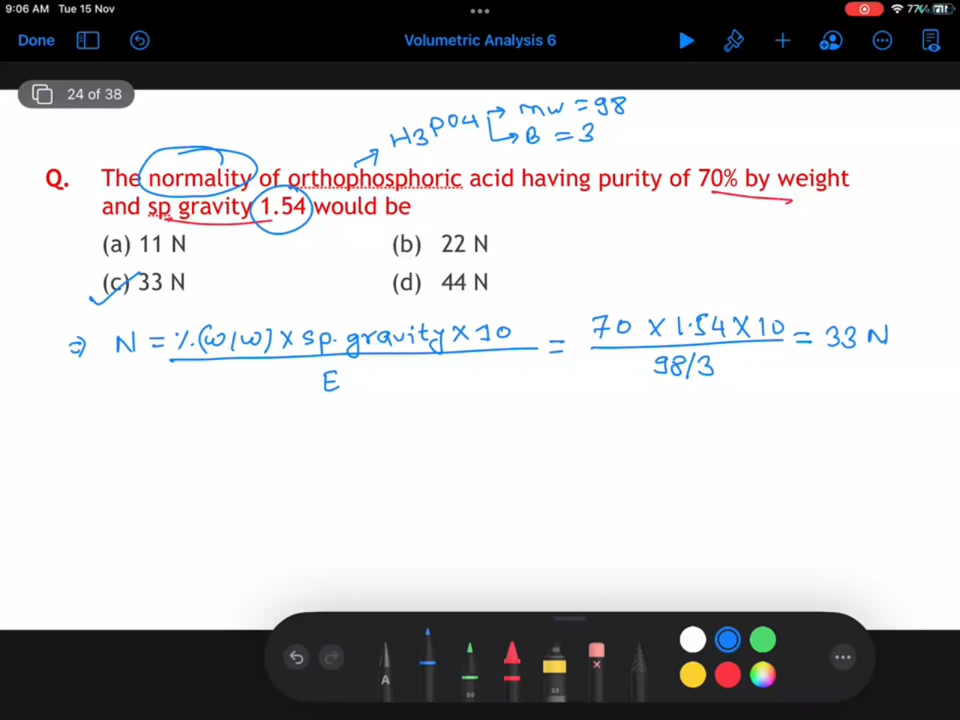 9:06 AM Tue 15 Nov 77%
Done Volumetric Analysis 6
24 of 38
H3PO4 → mw = 98
→ B = 3
Q. The normality of orthophosphoric acid having purity of 70% by weight
and sp gravity 1.54 would be
(a) 11 N (b) 22 N
(c) 33 N (d) 44 N
⇒ N = %(w/w) × sp. gravity × 10 / E = 70 × 1.54 × 10 / 98/3 = 33 N